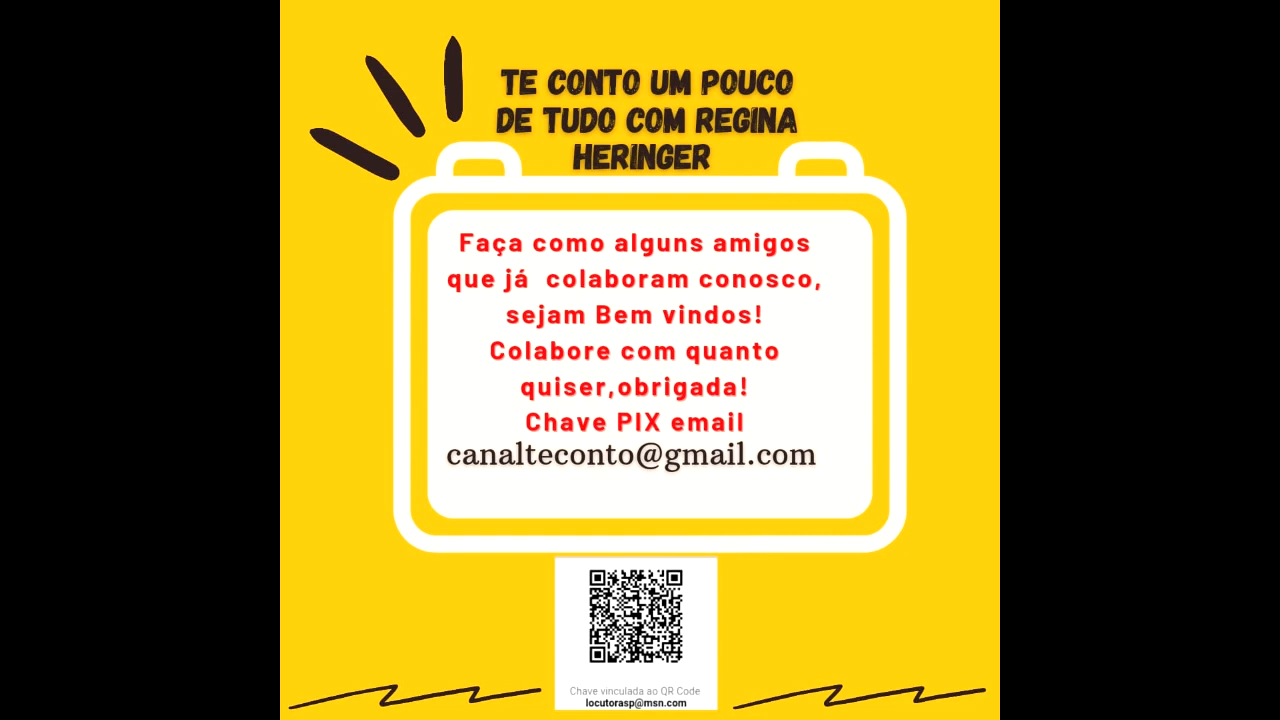 TE CONTO UM POUCO
DE TUDO COM REGINA
HERINGER
Faça como alguns amigos
que já colaboram conosco,
sejam Bem vindos!
Colabore com quanto
quiser,obrigada!
Chave PIX email
canalteconto@gmail.com
Chave vinculada ao QR Code
locutorasp@msn.com